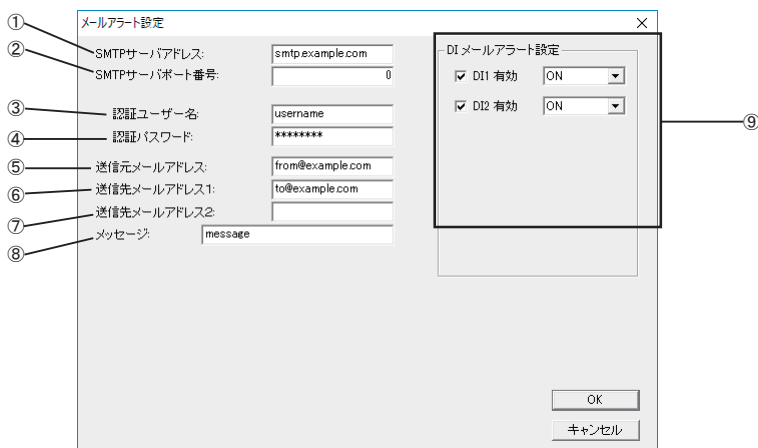 メールアラート設定
① SMTPサーバアドレス: smtp.example.com
② SMTPサーバポート番号: 0
③ 認証ユーザー名: username
④ 認証パスワード: ********
⑤ 送信元メールアドレス: from@example.com
⑥ 送信先メールアドレス1: to@example.com
⑦ 送信先メールアドレス2:
⑧ メッセージ: message
DI メールアラート設定
DI1 有効 ON
DI2 有効 ON
⑨
OK
キャンセル